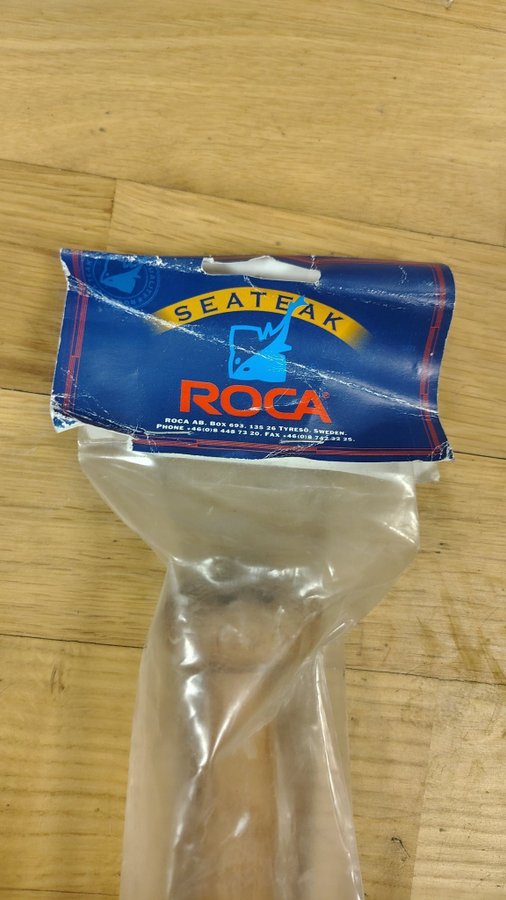 SEATEAK
ROCA®
ROCA AB. BOX 693. 135 26 TYRESÖ. SWEDEN.
PHONE +46(0)8 448 73 20. FAX +46(0)8 742 32 25.